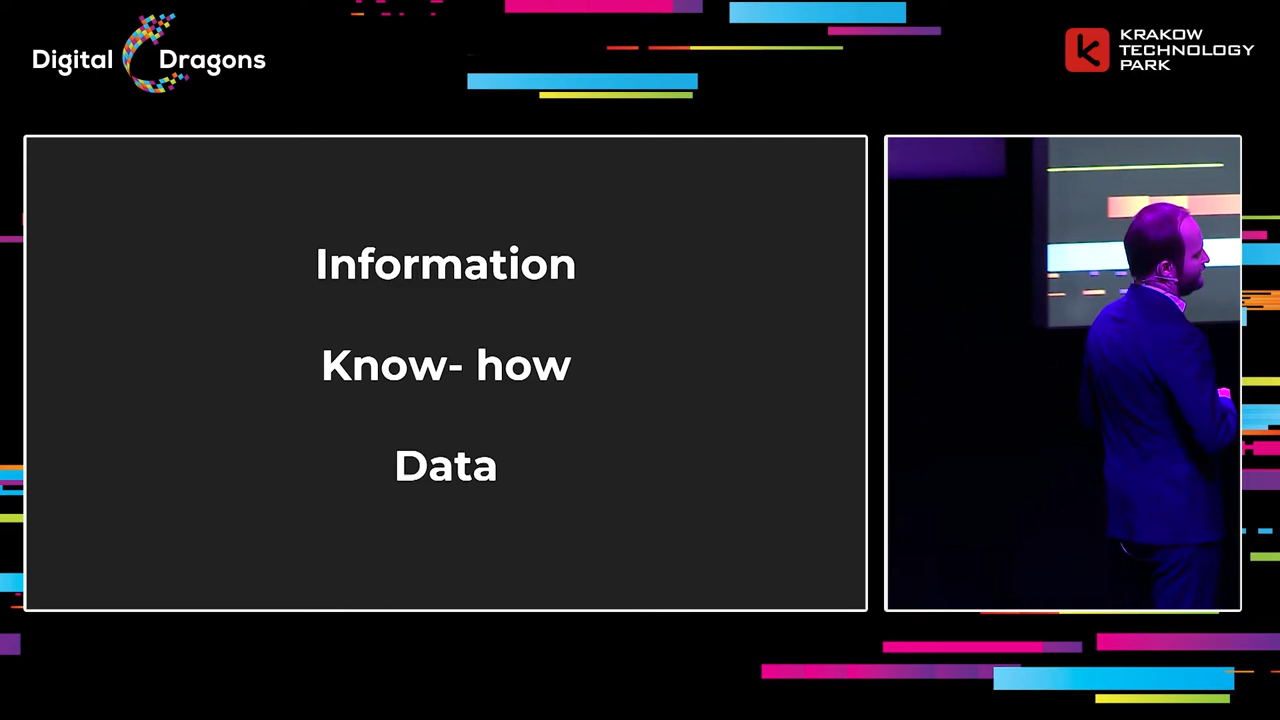 Digital Dragons
KRAKOW
TECHNOLOGY
PARK
Information
Know- how
Data